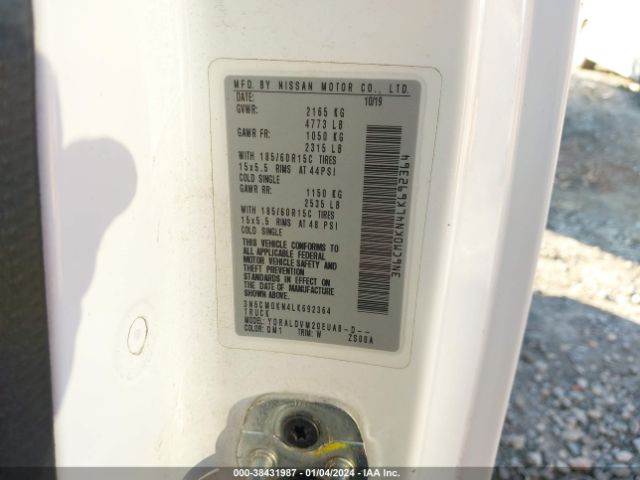 MFD. BY NISSAN MOTOR CO., LTD.
DATE: 10/19
GVWR: 2165 KG
4773 LB
GAWR FR: 1050 KG
2315 LB
WITH 185/60R15C TIRES
15x5.5 RIMS AT 44PSI
COLD SINGLE
GAWR RR: 1150 KG
2535 LB
WITH 185/60R15C TIRES
15x5.5 RIMS AT 48 PSI
COLD SINGLE
THIS VEHICLE CONFORMS TO
ALL APPLICABLE FEDERAL
MOTOR VEHICLE SAFETY AND
THEFT PREVENTION
STANDARDS IN EFFECT ON
THE DATE OF MANUFACTURE
SHOWN ABOVE.
3N6CM0KN4LK692364
TRUCK
MODEL: YQRALDVM20EUAB-D--
COLOR: QM1 TRIM: W ZS00A
3N6CM0KN4LK692364
000-38431987 - 01/04/2024 - IAA Inc.